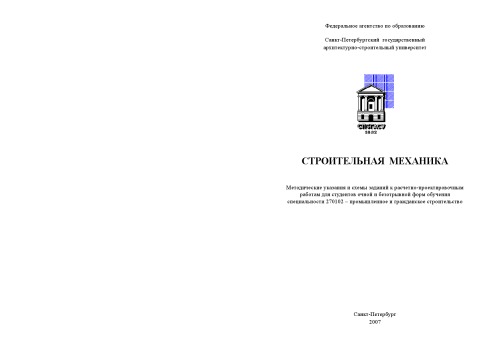 Федеральное агентство по образованию
Санкт-Петербургский государственный
архитектурно-строительный университет
СПбГАСУ
СТРОИТЕЛЬНАЯ МЕХАНИКА
Методические указания и схемы заданий к расчетно-проектировочным
работам для студентов очной и безотрывной форм обучения
специальности 270102 – промышленное и гражданское строительство
Санкт-Петербург
2007